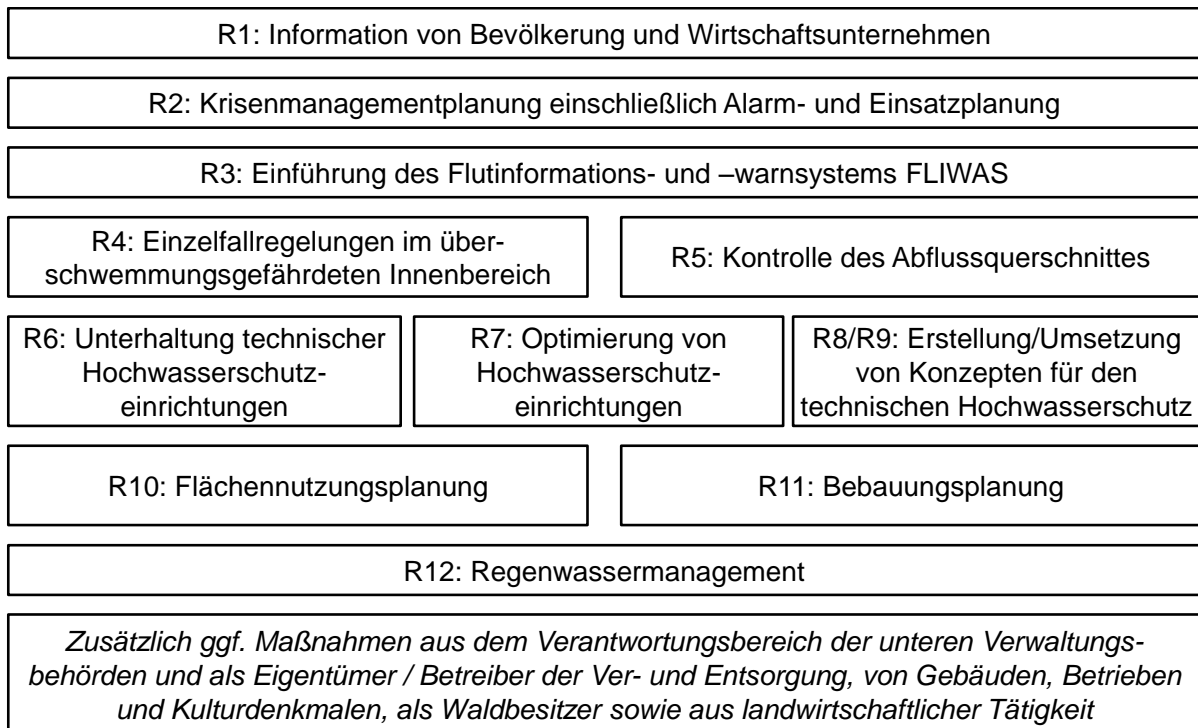 R1: Information von Bevölkerung und Wirtschaftsunternehmen
R2: Krisenmanagementplanung einschließlich Alarm- und Einsatzplanung
R3: Einführung des Flutinformations- und –warnsystems FLIWAS
R4: Einzelfallregelungen im über-
schwemmungsgefährdeten Innenbereich
R5: Kontrolle des Abflussquerschnittes
R6: Unterhaltung technischer
Hochwasserschutz-
einrichtungen
R7: Optimierung von
Hochwasserschutz-
einrichtungen
R8/R9: Erstellung/Umsetzung
von Konzepten für den
technischen Hochwasserschutz
R10: Flächennutzungsplanung
R11: Bebauungsplanung
R12: Regenwassermanagement
Zusätzlich ggf. Maßnahmen aus dem Verantwortungsbereich der unteren Verwaltungs-
behörden und als Eigentümer / Betreiber der Ver- und Entsorgung, von Gebäuden, Betrieben
und Kulturdenkmalen, als Waldbesitzer sowie aus landwirtschaftlicher Tätigkeit